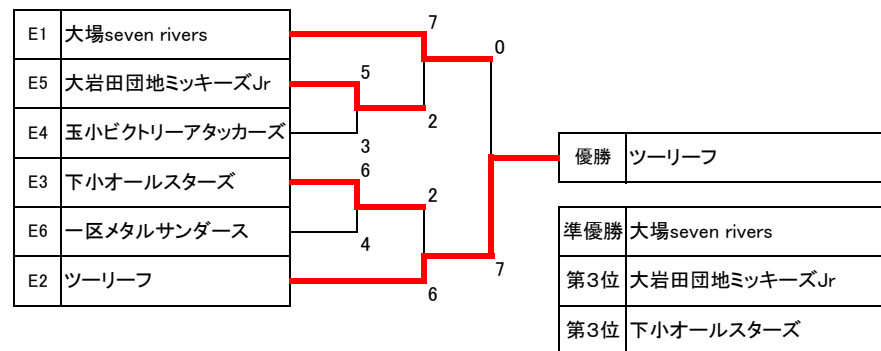 E1 大場seven rivers
7
0
E5 大岩田団地ミッキーズJr
5
2
E4 玉小ビクトリーアタッカーズ
3
優勝 ツーリーフ
E3 下小オールスターズ
6
2
E6 一区メタルサンダース
4
準優勝 大場seven rivers
E2 ツーリーフ
6
7
第3位 大岩田団地ミッキーズJr
第3位 下小オールスターズ